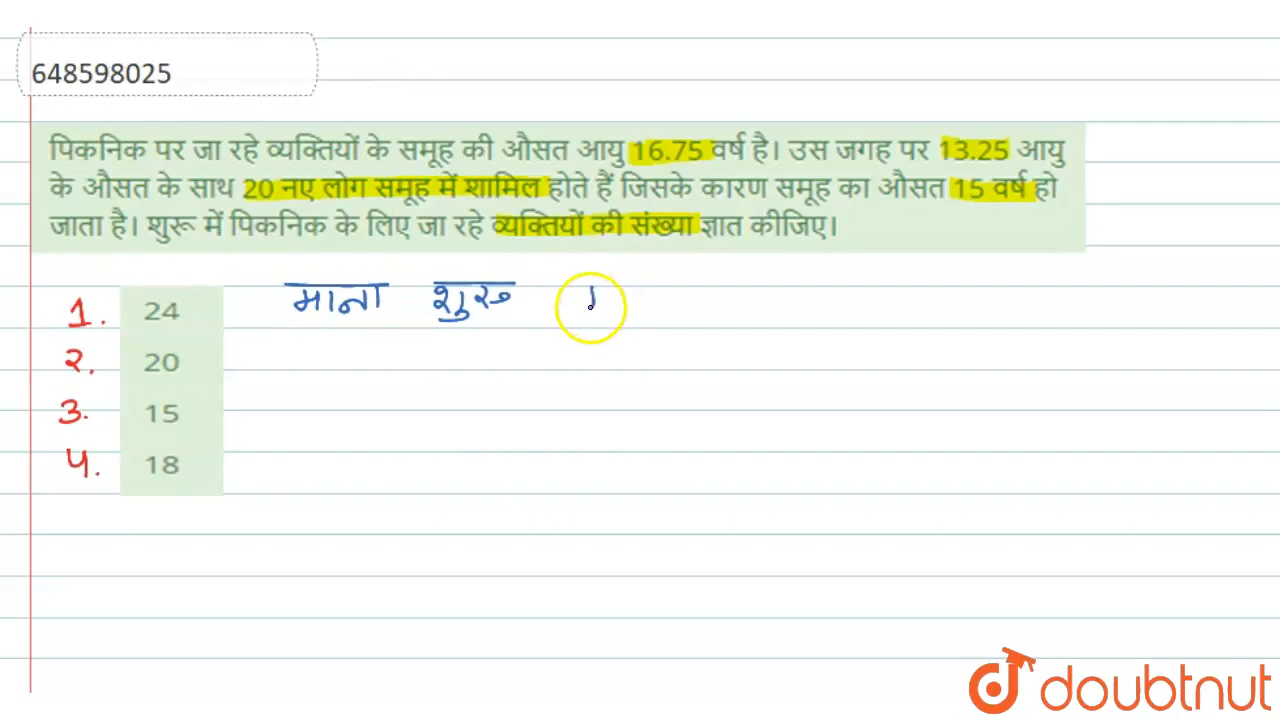 648598025
पिकनिक पर जा रहे व्यक्तियों के समूह की औसत आयु 16.75 वर्ष है। उस जगह पर 13.25 आयु
के औसत के साथ 20 नए लोग समूह में शामिल होते हैं जिसके कारण समूह का औसत 15 वर्ष हो
जाता है। शुरू में पिकनिक के लिए जा रहे व्यक्तियों की संख्या ज्ञात कीजिए।
माना शुरु
1. 24
२. 20
3. 15
4. 18
doubtnut